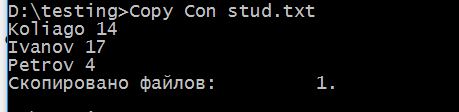 D:\testing>Copy Con stud.txt
Koliago 14
Ivanov 17
Petrov 4
Скопировано файлов:         1.